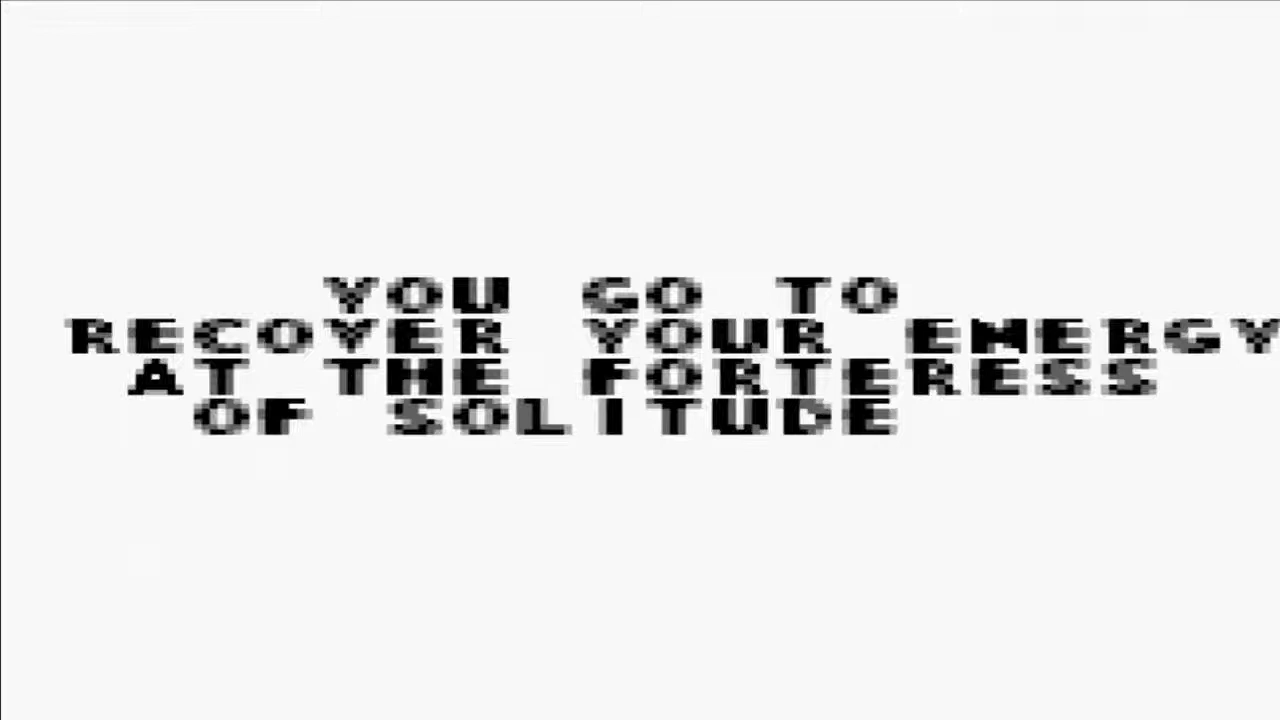 YOU GO TO
RECOVER YOUR ENERGY
AT THE FORTERESS
OF SOLITUDE